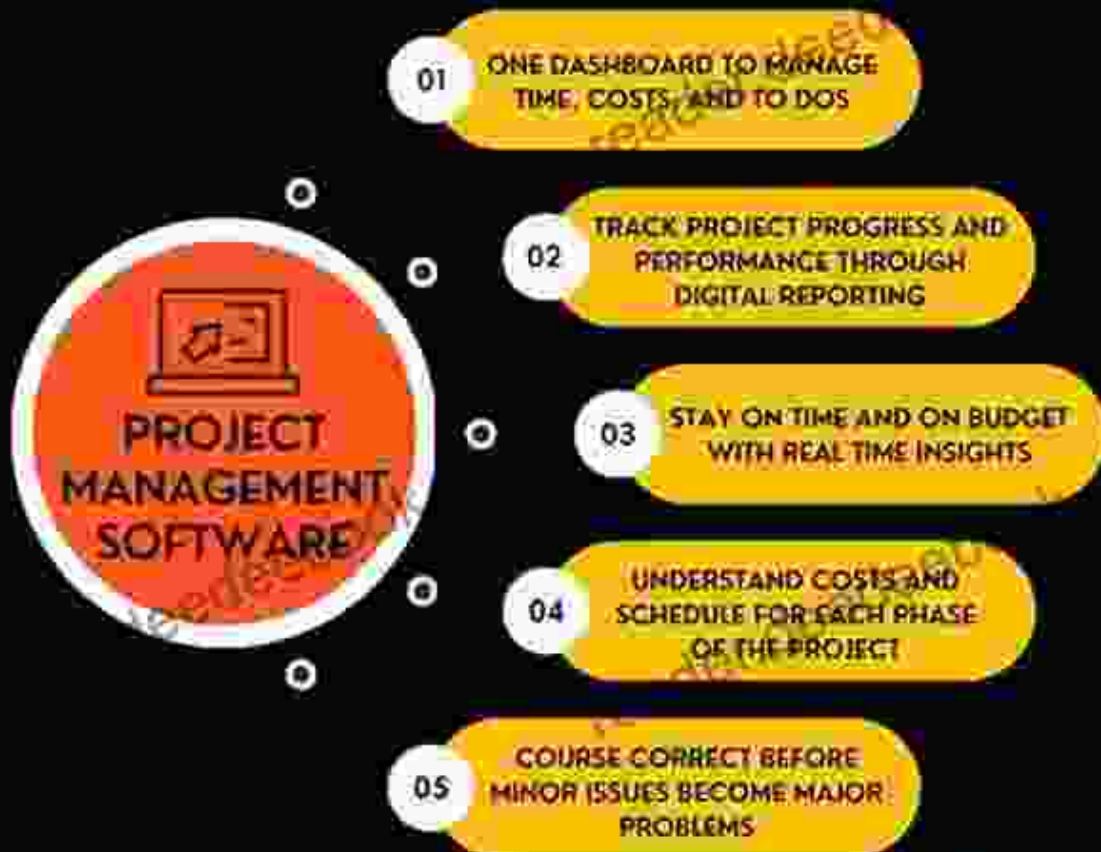 01
ONE DASHBOARD TO MANAGE
TIME, COSTS, AND TO DOS
02
TRACK PROJECT PROGRESS AND
PERFORMANCE THROUGH
DIGITAL REPORTING
PROJECT
MANAGEMENT
SOFTWARE
03
STAY ON TIME AND ON BUDGET
WITH REAL TIME INSIGHTS
04
UNDERSTAND COSTS AND
SCHEDULE FOR EACH PHASE
OF THE PROJECT
05
COURSE CORRECT BEFORE
MINOR ISSUES BECOME MAJOR
PROBLEMS